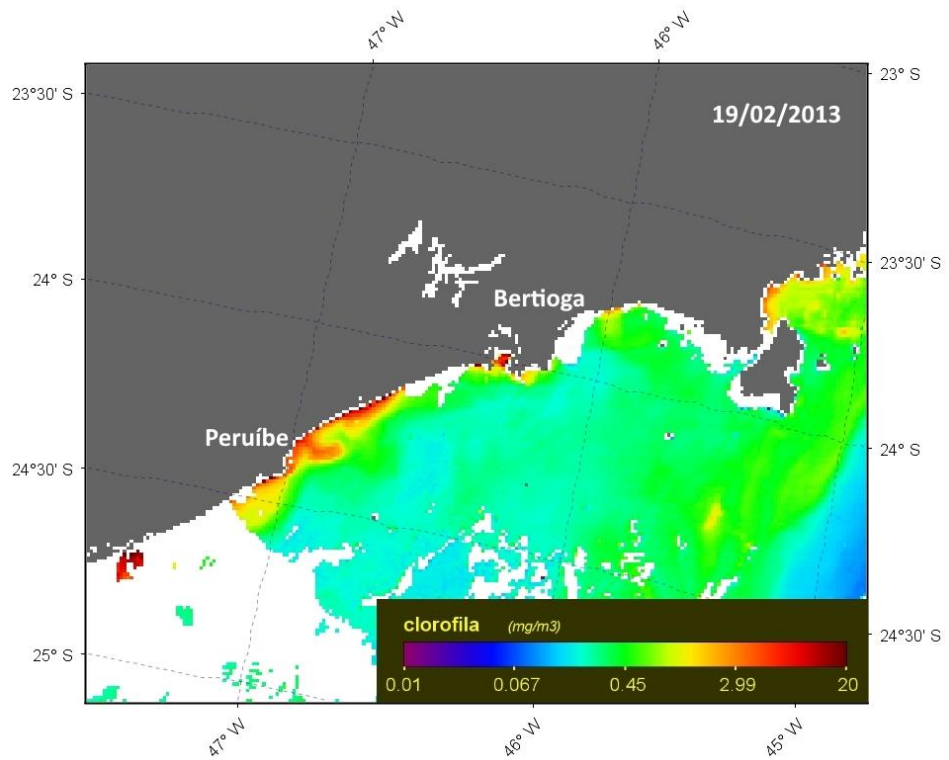 47° W
46° W
23°30' S
23° S
19/02/2013
24° S
23°30' S
Bertioga
Peruíbe
24°30' S
24° S
clorofila (mg/m3)
0.01 0.067 0.45 2.99 20
25° S
24°30' S
47° W
46° W
45° W